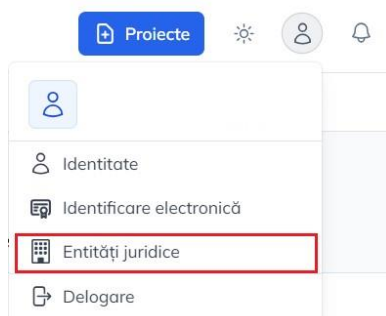 Proiecte
Identitate
Identificare electronică
Entități juridice
Delogare